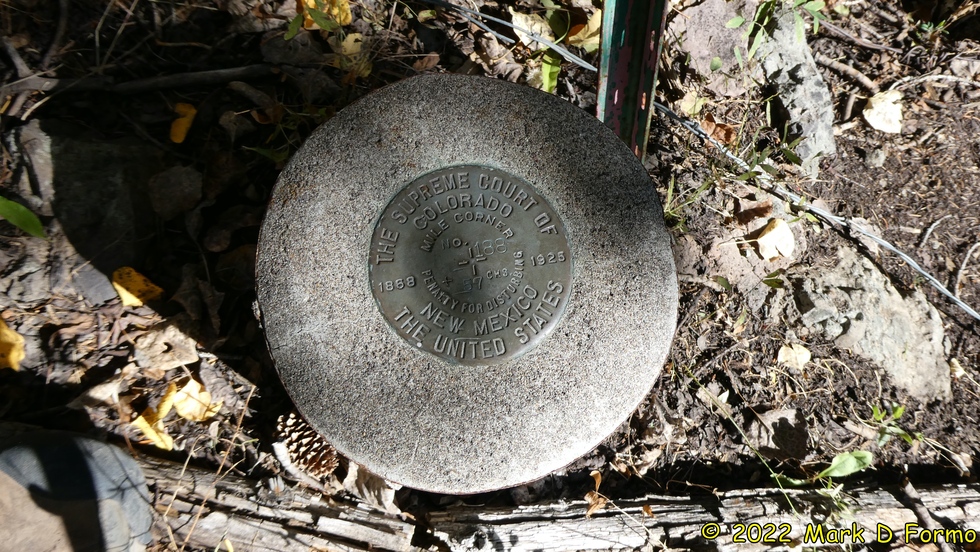 THE SUPREME COURT OF
COLORADO
MILE CORNER
NO.
1868
1925
CHS.
PENALTY FOR DISTURBING
NEW MEXICO
THE UNITED STATES
© 2022 Mark D Formo